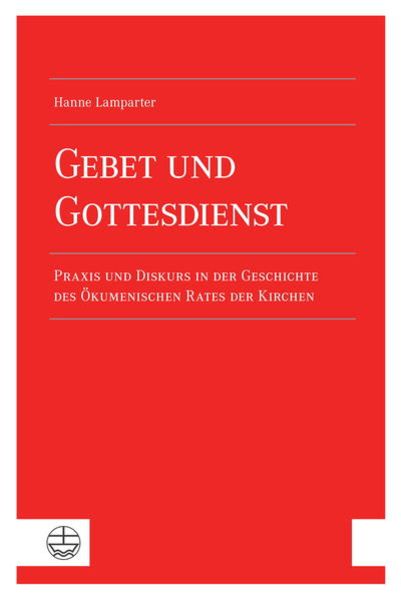 Hanne Lamparter
Gebet und
Gottesdienst
Praxis und Diskurs in der Geschichte
des Ökumenischen Rates der Kirchen